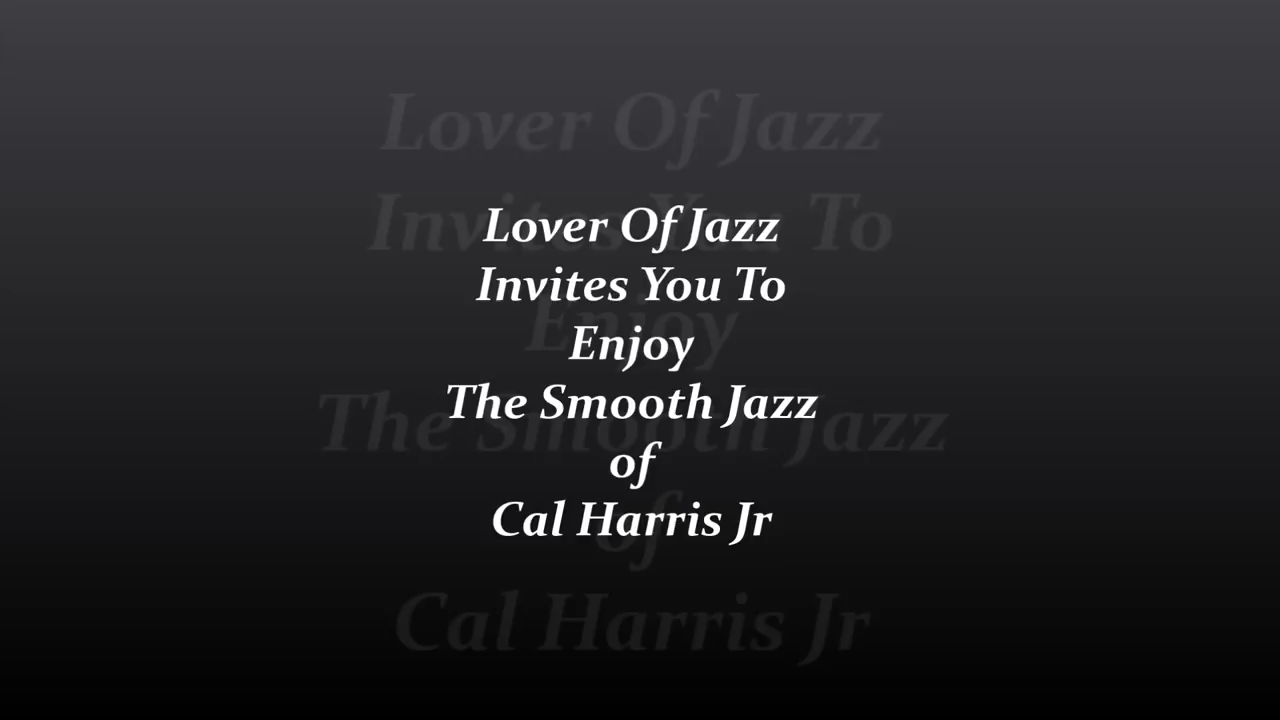 Lover Of Jazz
Invites You To
Enjoy
The Smooth Jazz
of
Cal Harris Jr